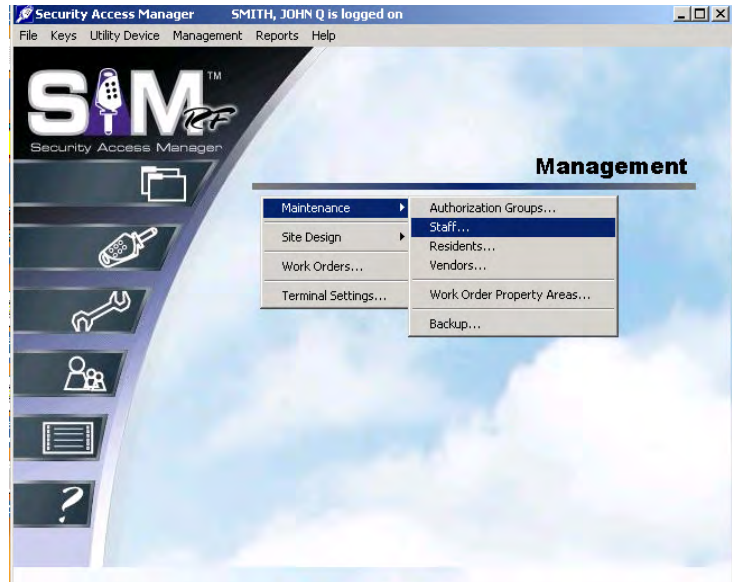 Security Access Manager SMITH, JOHN Q is logged on
File Keys Utility Device Management Reports Help
SAM TM
RF
Security Access Manager
Management
Maintenance
Site Design
Work Orders...
Terminal Settings...
Authorization Groups...
Staff...
Residents...
Vendors...
Work Order Property Areas...
Backup...
?